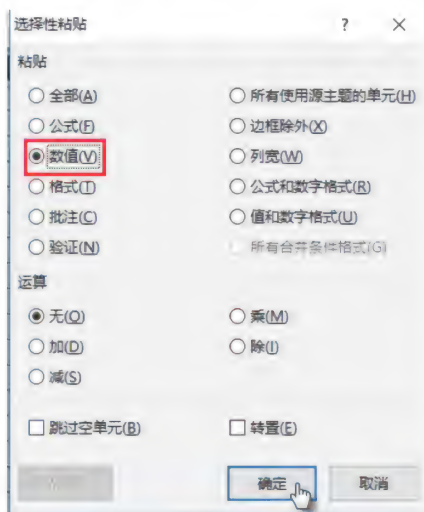 选择性粘贴 ? ×
粘贴
全部(A) 所有使用源主题的单元(H)
公式(F) 边框除外(X)
数值(V) 列宽(W)
格式(T) 公式和数字格式(R)
批注(C) 值和数字格式(U)
验证(N) 所有合并条件格式(G)
运算
无(O) 乘(M)
加(D) 除(I)
减(S)
跳过空单元(B) 转置(E)
确定 取消